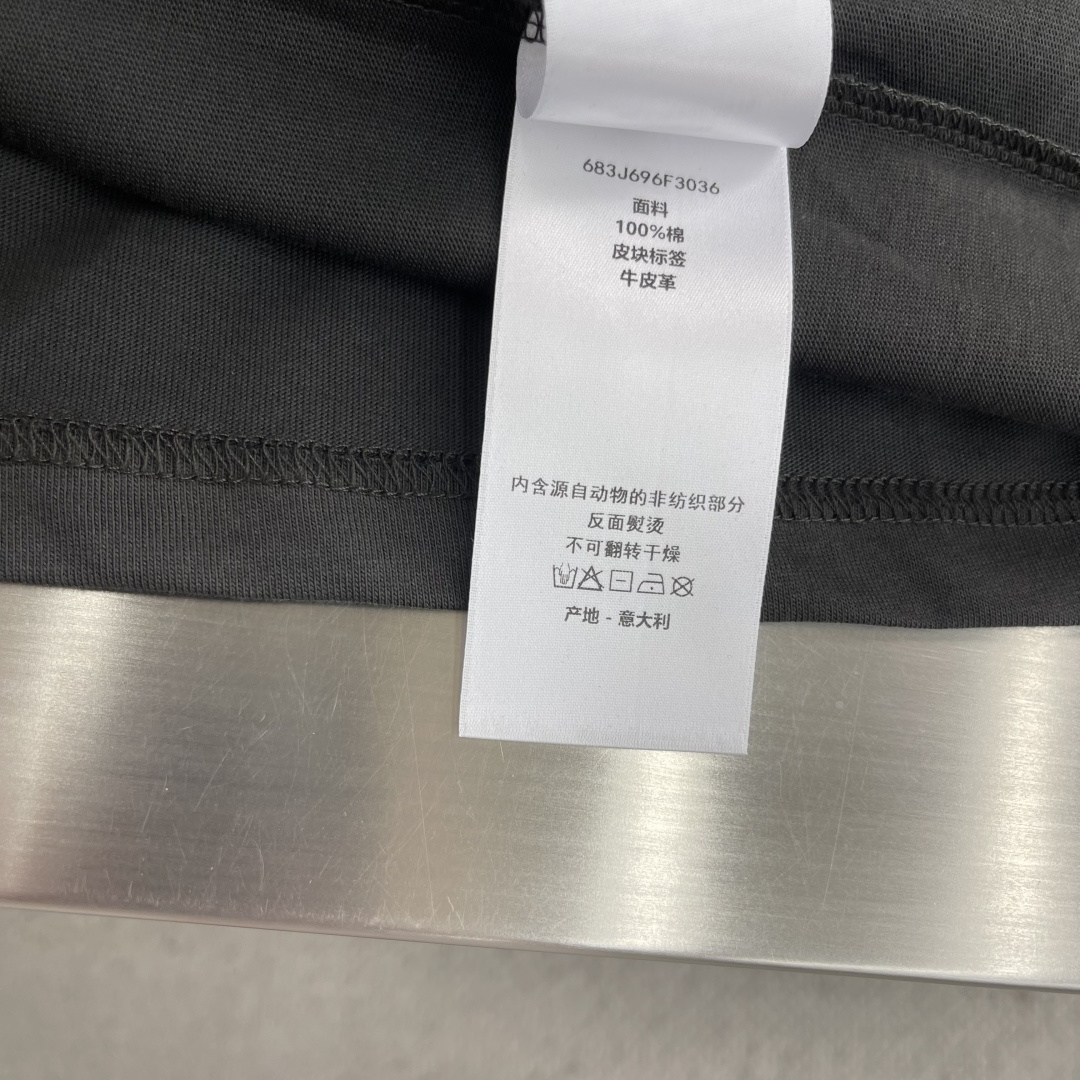 683J696F3036
面料
100%棉
皮块标签
牛皮革
内含源自动物的非纺织部分
反面熨烫
不可翻转干燥
产地 - 意大利